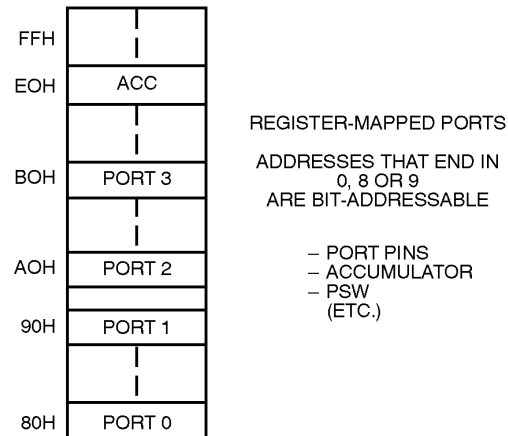 FFH
EOH ACC
REGISTER-MAPPED PORTS
ADDRESSES THAT END IN
0, 8 OR 9
ARE BIT-ADDRESSABLE
BOH PORT 3
– PORT PINS
– ACCUMULATOR
– PSW
(ETC.)
AOH PORT 2
90H PORT 1
80H PORT 0